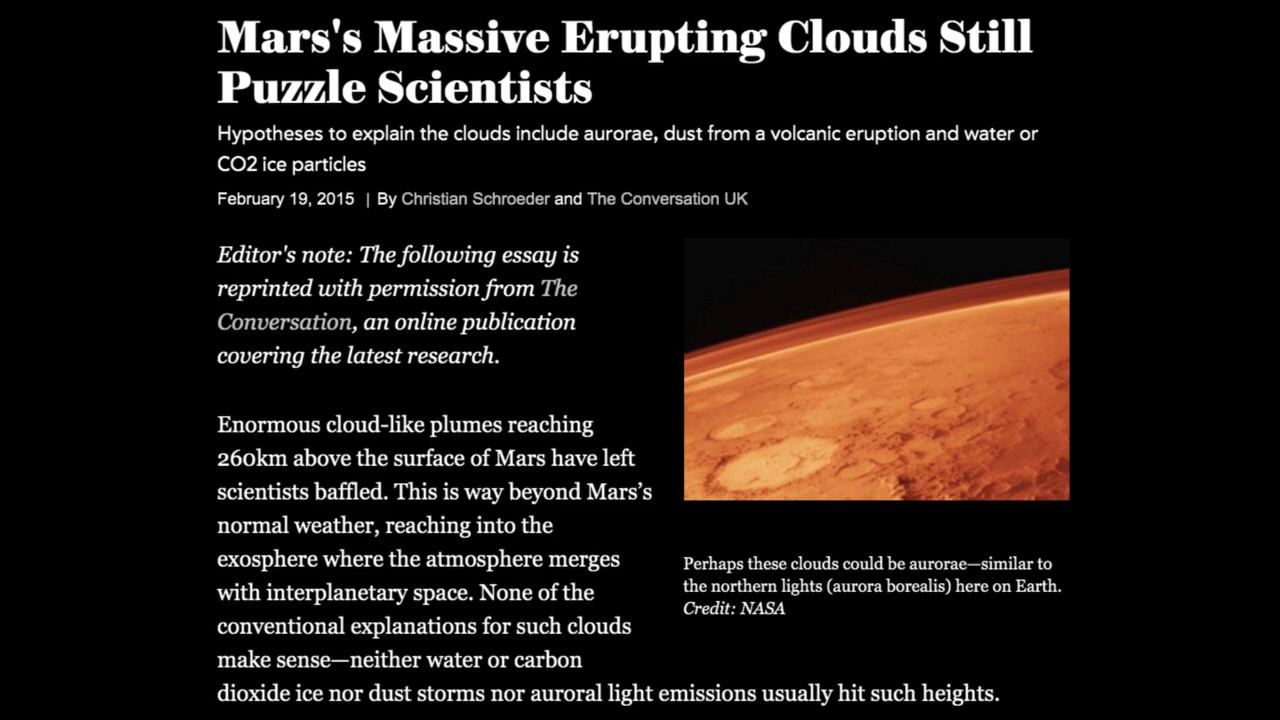 Mars's Massive Erupting Clouds Still
Puzzle Scientists
Hypotheses to explain the clouds include aurorae, dust from a volcanic eruption and water or
CO2 ice particles
February 19, 2015 | By Christian Schroeder and The Conversation UK
Editor's note: The following essay is
reprinted with permission from The
Conversation, an online publication
covering the latest research.
Enormous cloud-like plumes reaching
260km above the surface of Mars have left
scientists baffled. This is way beyond Mars’s
normal weather, reaching into the
exosphere where the atmosphere merges
with interplanetary space. None of the
conventional explanations for such clouds
make sense—neither water or carbon
dioxide ice nor dust storms nor auroral light emissions usually hit such heights.
Perhaps these clouds could be aurorae—similar to
the northern lights (aurora borealis) here on Earth.
Credit: NASA